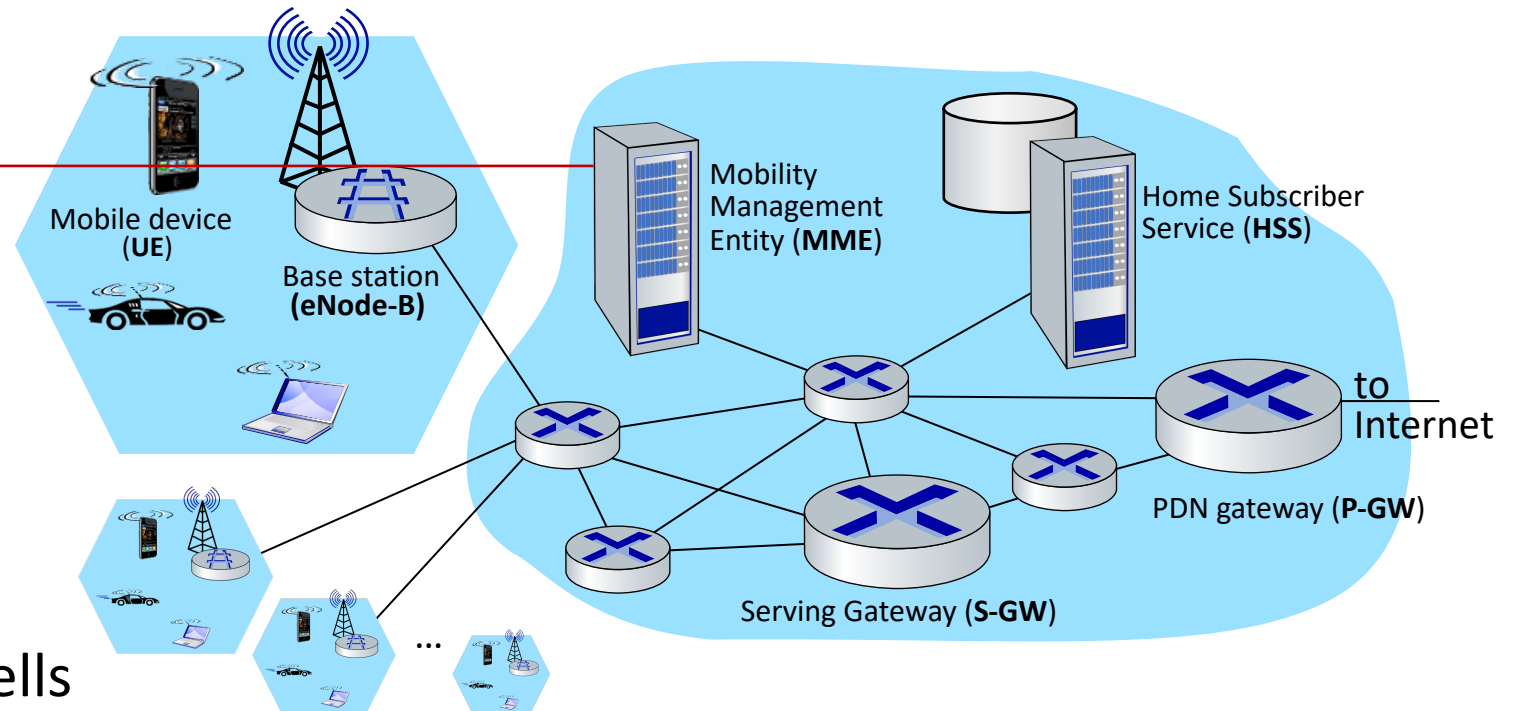 Mobile device
(UE)
Base station
(eNode-B)
Mobility
Management
Entity (MME)
Home Subscriber
Service (HSS)
to
Internet
PDN gateway (P-GW)
Serving Gateway (S-GW)
...
ells